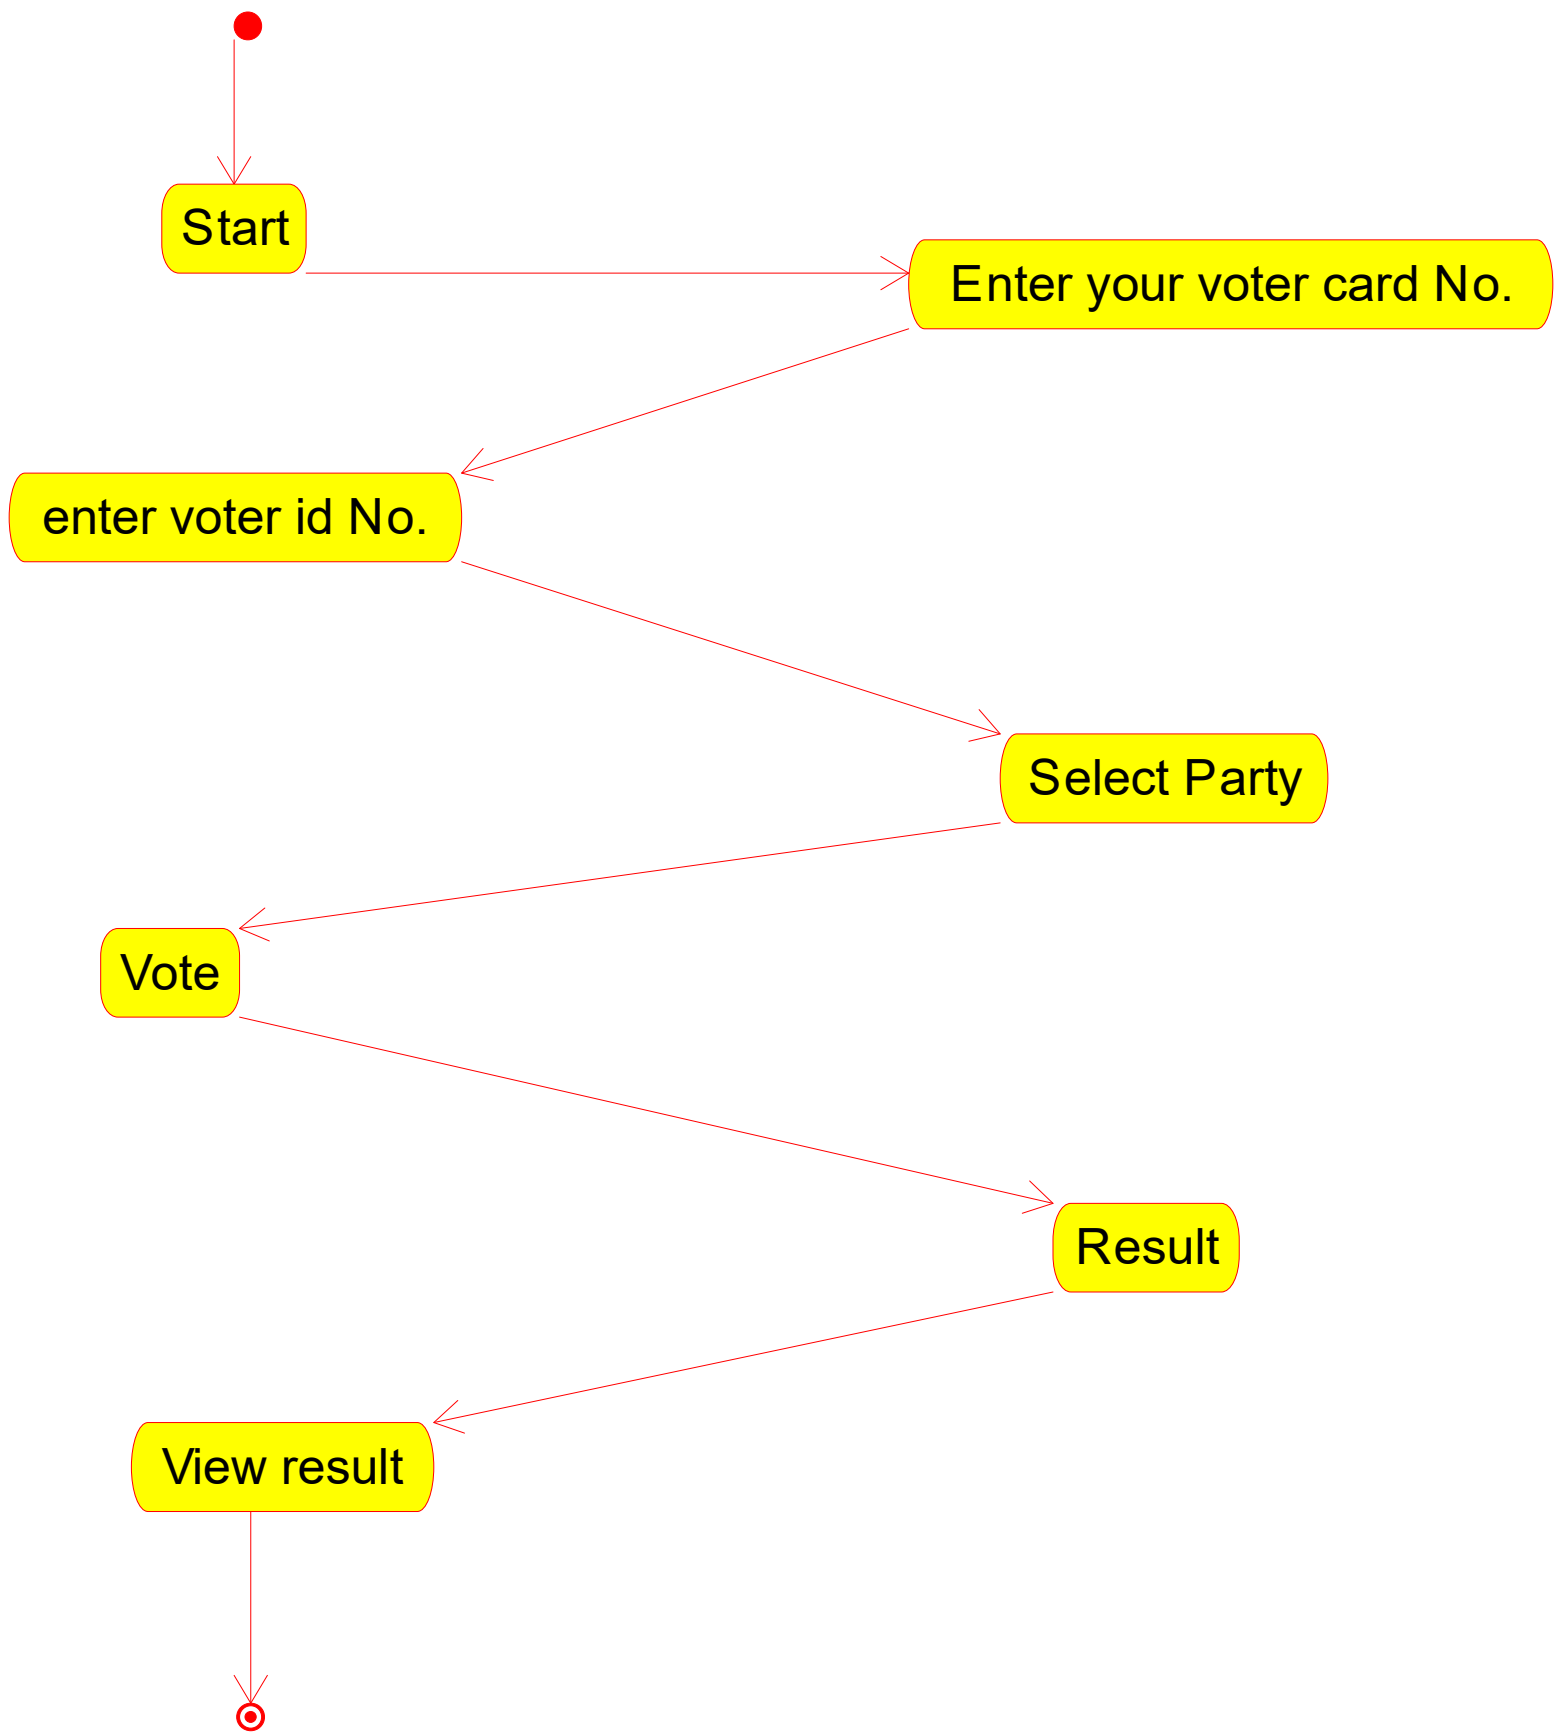 Start
Enter your voter card No.
enter voter id No.
Select Party
Vote
Result
View result